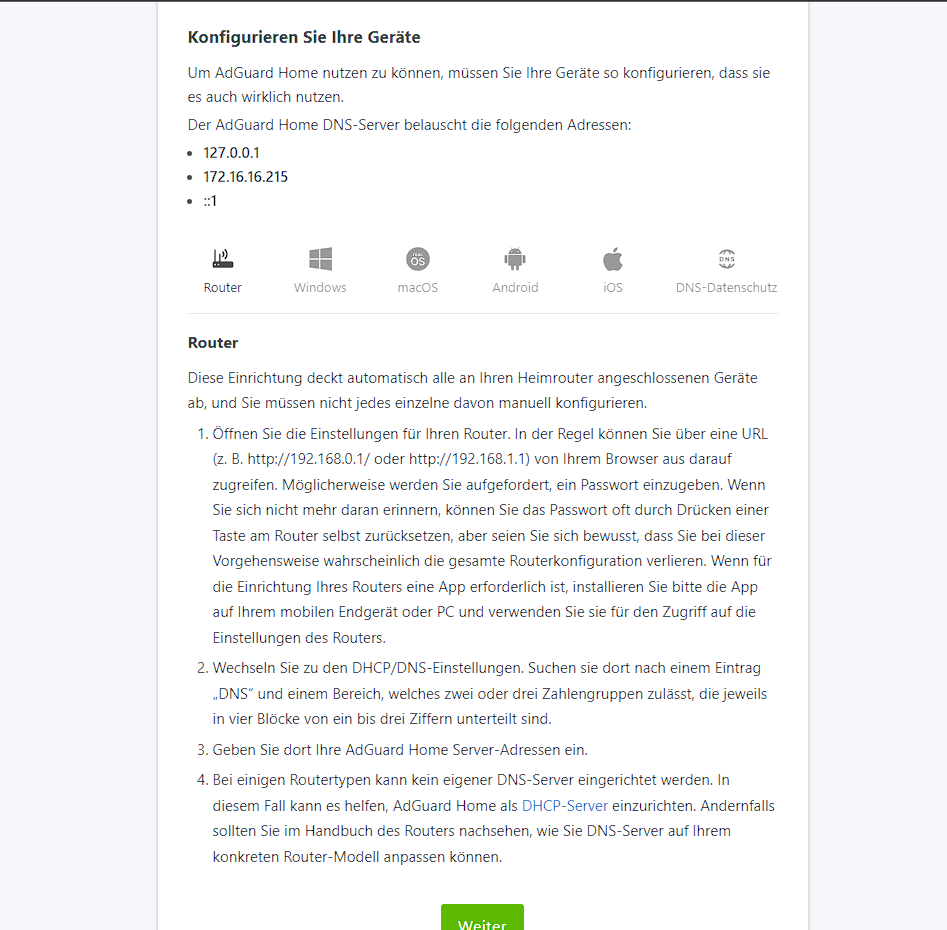 Konfigurieren Sie Ihre Geräte
Um AdGuard Home nutzen zu können, müssen Sie Ihre Geräte so konfigurieren, dass sie
es auch wirklich nutzen.
Der AdGuard Home DNS-Server belauscht die folgenden Adressen:
• 127.0.0.1
• 172.16.16.215
• ::1
mac OS DNS
Router Windows macOS Android iOS DNS-Datenschutz
Router
Diese Einrichtung deckt automatisch alle an Ihren Heimrouter angeschlossenen Geräte
ab, und Sie müssen nicht jedes einzelne davon manuell konfigurieren.
1. Öffnen Sie die Einstellungen für Ihren Router. In der Regel können Sie über eine URL
(z. B. http://192.168.0.1/ oder http://192.168.1.1) von Ihrem Browser aus darauf
zugreifen. Möglicherweise werden Sie aufgefordert, ein Passwort einzugeben. Wenn
Sie sich nicht mehr daran erinnern, können Sie das Passwort oft durch Drücken einer
Taste am Router selbst zurücksetzen, aber seien Sie sich bewusst, dass Sie bei dieser
Vorgehensweise wahrscheinlich die gesamte Routerkonfiguration verlieren. Wenn für
die Einrichtung Ihres Routers eine App erforderlich ist, installieren Sie bitte die App
auf Ihrem mobilen Endgerät oder PC und verwenden Sie sie für den Zugriff auf die
Einstellungen des Routers.
2. Wechseln Sie zu den DHCP/DNS-Einstellungen. Suchen sie dort nach einem Eintrag
„DNS“ und einem Bereich, welches zwei oder drei Zahlengruppen zulässt, die jeweils
in vier Blöcke von ein bis drei Ziffern unterteilt sind.
3. Geben Sie dort Ihre AdGuard Home Server-Adressen ein.
4. Bei einigen Routertypen kann kein eigener DNS-Server eingerichtet werden. In
diesem Fall kann es helfen, AdGuard Home als DHCP-Server einzurichten. Andernfalls
sollten Sie im Handbuch des Routers nachsehen, wie Sie DNS-Server auf Ihrem
konkreten Router-Modell anpassen können.
Weiter